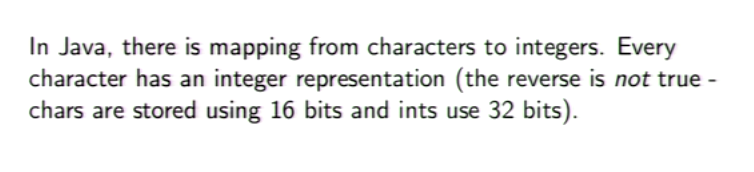 In Java, there is mapping from characters to integers. Every
character has an integer representation (the reverse is not true -
chars are stored using 16 bits and ints use 32 bits).